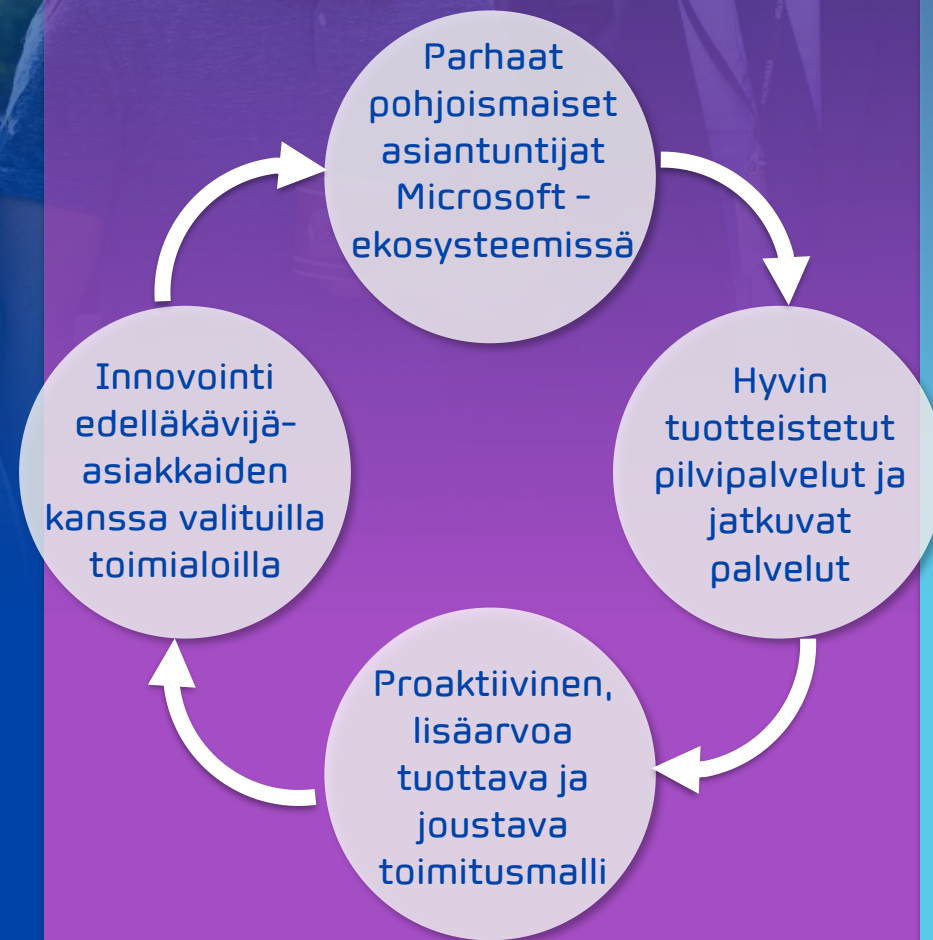 Parhaat
pohjoismaiset
asiantuntijat
Microsoft -
ekosysteemissä
Hyvin
tuotteistetut
pilvipalvelut ja
jatkuvat
palvelut
Proaktiivinen,
lisäarvoa
tuottava ja
joustava
toimitusmalli
Innovointi
edelläkävijä-
asiakkaiden
kanssa valituilla
toimialoilla